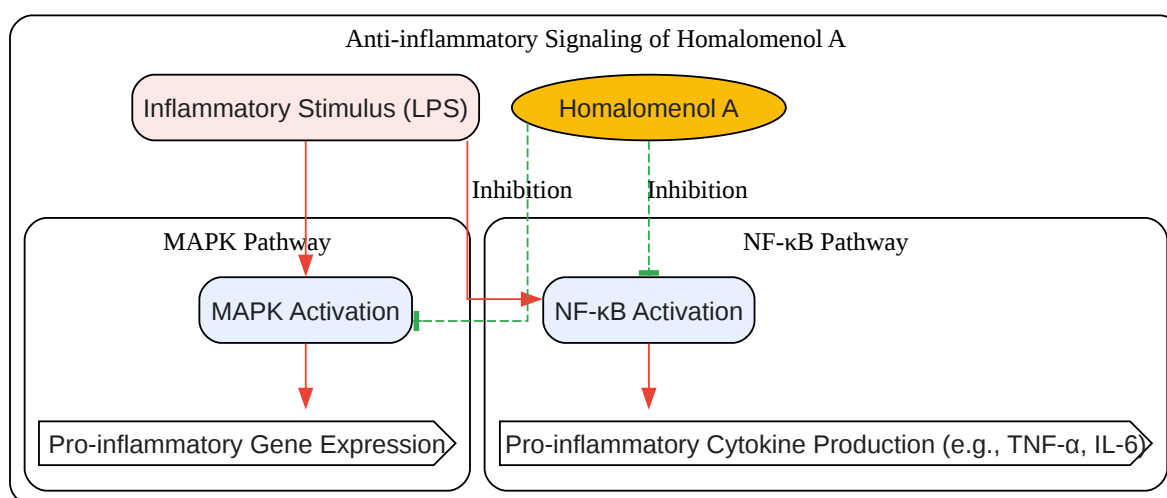 Anti-inflammatory Signaling of Homalomenol A
Inflammatory Stimulus (LPS)
Homalomenol A
Inhibition
Inhibition
MAPK Pathway
NF-κB Pathway
MAPK Activation
NF-κB Activation
Pro-inflammatory Gene Expression
Pro-inflammatory Cytokine Production (e.g., TNF-α, IL-6)